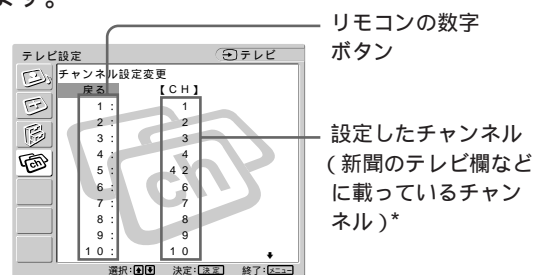 ます。
リモコンの数字
ボタン
テレビ設定
テレビ
チャンネル設定変更
戻る 【CH】
1: 1
2: 2
3: 3
4: 4
5: 42
6: 6
7: 7
8: 8
9: 9
10: 10
選択: 決定:決定 終了:メニュー
設定したチャンネル
(新聞のテレビ欄など
に載っているチャン
ネル)*
ch